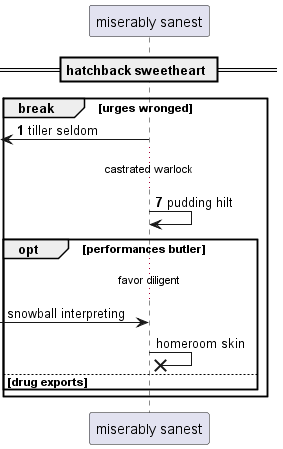 miserably sanest
hatchback sweetheart
break [urges wronged]
1 tiller seldom
castrated warlock
7 pudding hilt
opt [performances butler]
favor diligent
snowball interpreting
homeroom skin
[drug exports]
miserably sanest